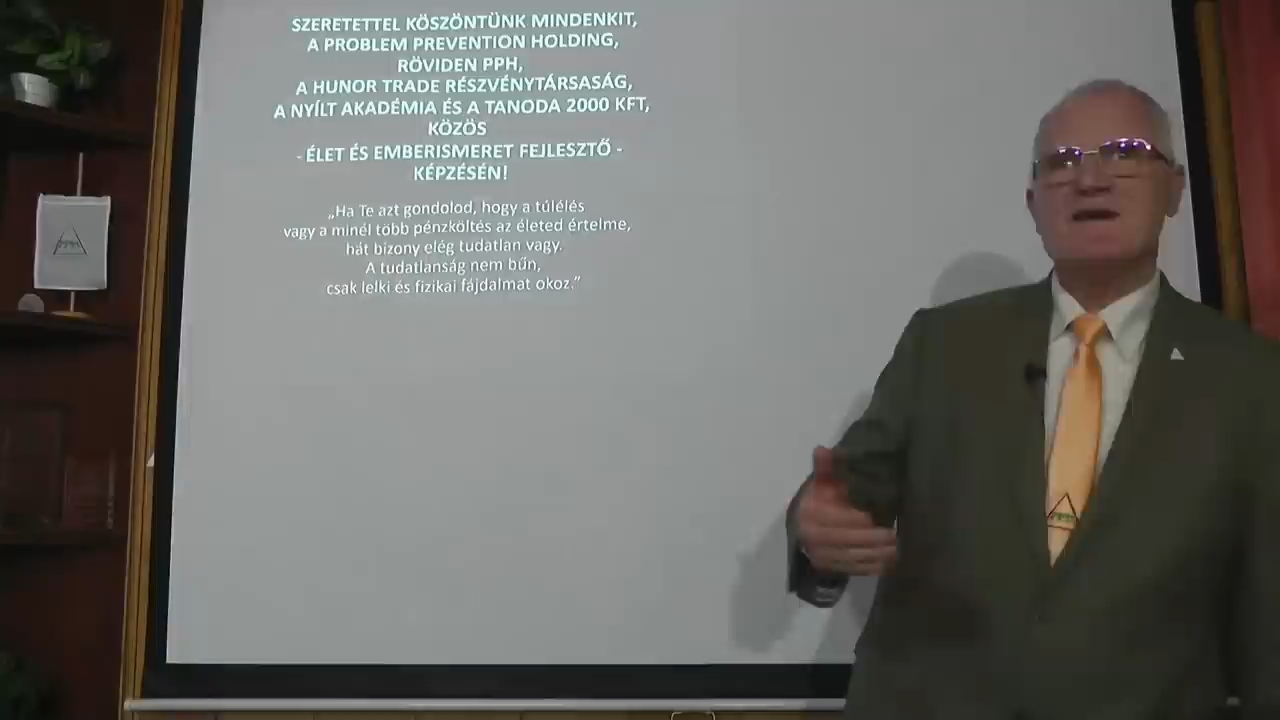 SZERETETTEL KÖSZÖNTÜNK MINDENKIT,
A PROBLEM PREVENTION HOLDING,
RÖVIDEN PPH,
A HUNOR TRADE RÉSZVÉNYTÁRSASÁG,
A NYÍLT AKADÉMIA ÉS A TANODA 2000 KFT,
KÖZÖS
- ÉLET ÉS EMBERISMERET FEJLESZTŐ -
KÉPZÉSÉN!
„Ha Te azt gondolod, hogy a túlélés
vagy a minél több pénzköltés az életed értelme,
hát bizony elég tudatlan vagy.
A tudatlanság nem bűn,
csak lelki és fizikai fájdalmat okoz.”